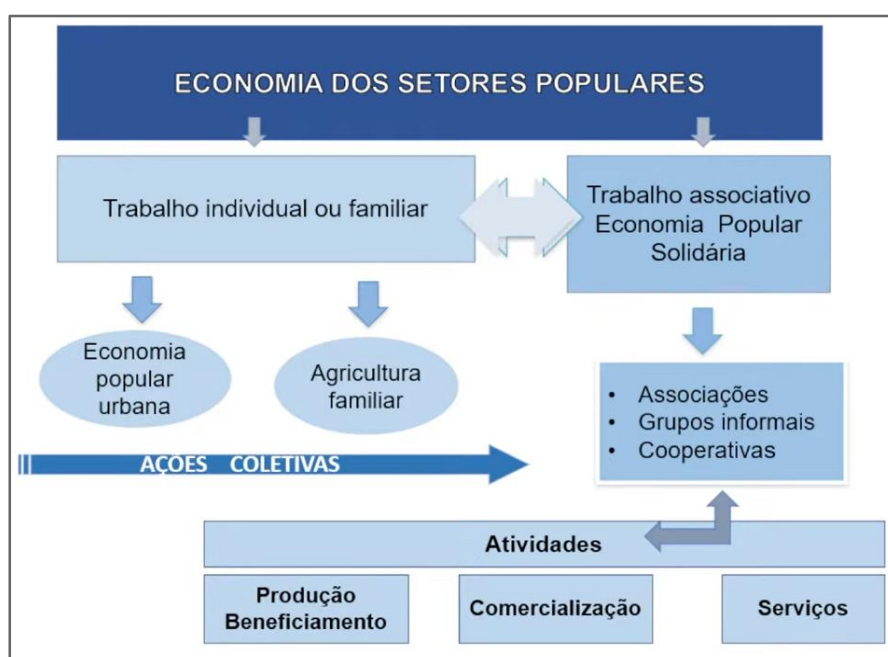 ECONOMIA DOS SETORES POPULARES
Trabalho individual ou familiar
Trabalho associativo
Economia Popular
Solidária
Economia
popular
urbana
Agricultura
familiar
• Associações
• Grupos informais
• Cooperativas
AÇÕES COLETIVAS
Atividades
Produção
Beneficiamento
Comercialização
Serviços